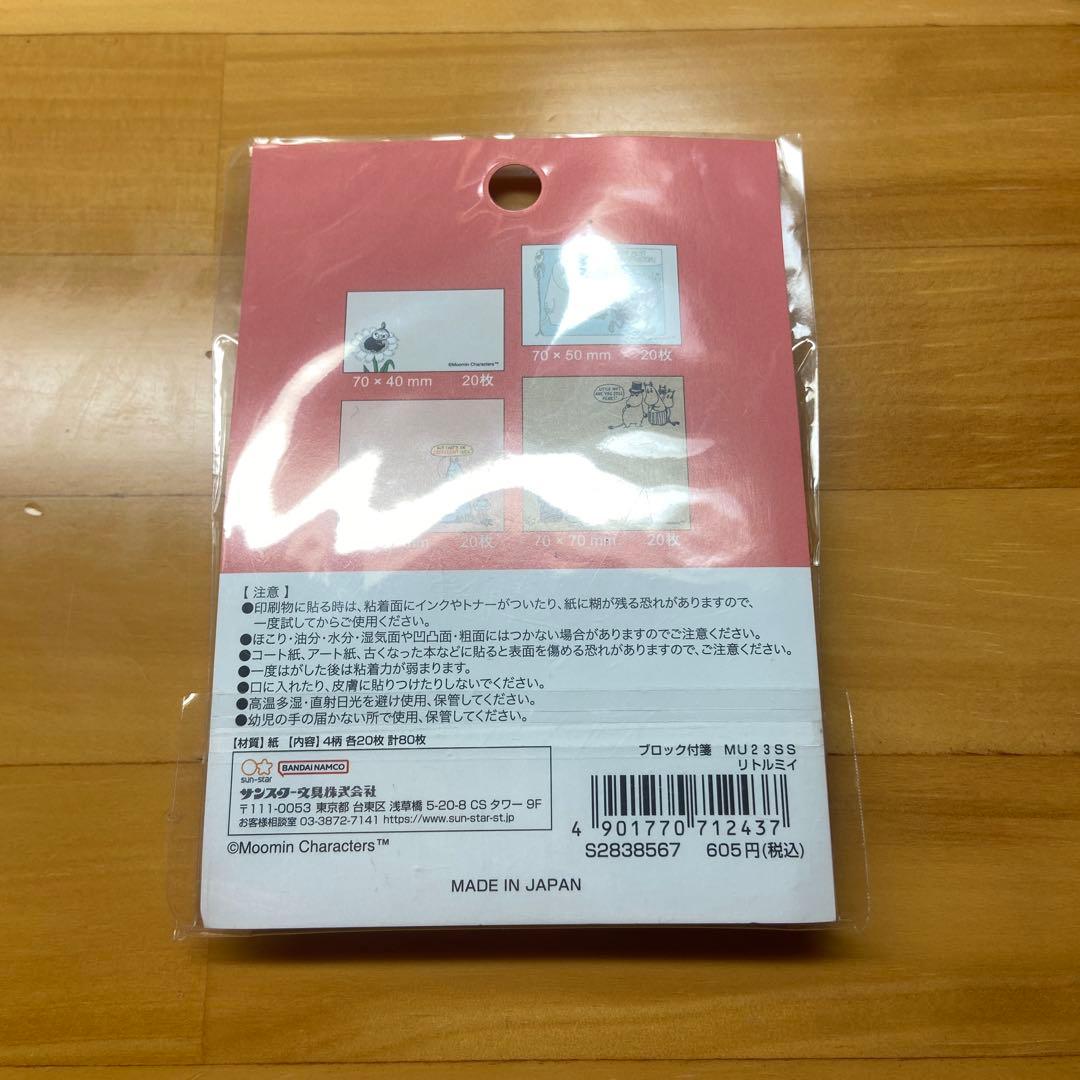 ©Moomin Characters™
70×40mm 20枚
70×50mm 20枚
LITTLE MY! ARE YOU STILL
mm 20枚
70×70mm 20枚
【注意】
●印刷物に貼る時は、粘着面にインクやトナーがついたり、紙に糊が残る恐れがありますので、
一度試してからご使用ください。
●ほこり・油分・水分・湿気面や凹凸面・粗面にはつかない場合がありますのでご注意ください。
●コート紙、アート紙、古くなった本などに貼ると表面を傷める恐れがありますので、ご注意ください。
●一度はがした後は粘着力が弱まります。
●口に入れたり、皮膚に貼りつけたりしないでください。
●高温多湿・直射日光を避け使用、保管してください。
●幼児の手の届かない所で使用、保管してください。
【材質】紙 【内容】4柄 各20枚 計80枚
sun-star BANDAI NAMCO
サンスター文具株式会社
〒111-0053 東京都 台東区 浅草橋 5-20-8 CS タワー 9F
お客様相談室 03-3872-7141 https://www.sun-star-st.jp
©Moomin Characters™
ブロック付箋 MU23SS
リトルミイ
4 901770 712437
S2838567 605円(税込)
MADE IN JAPAN